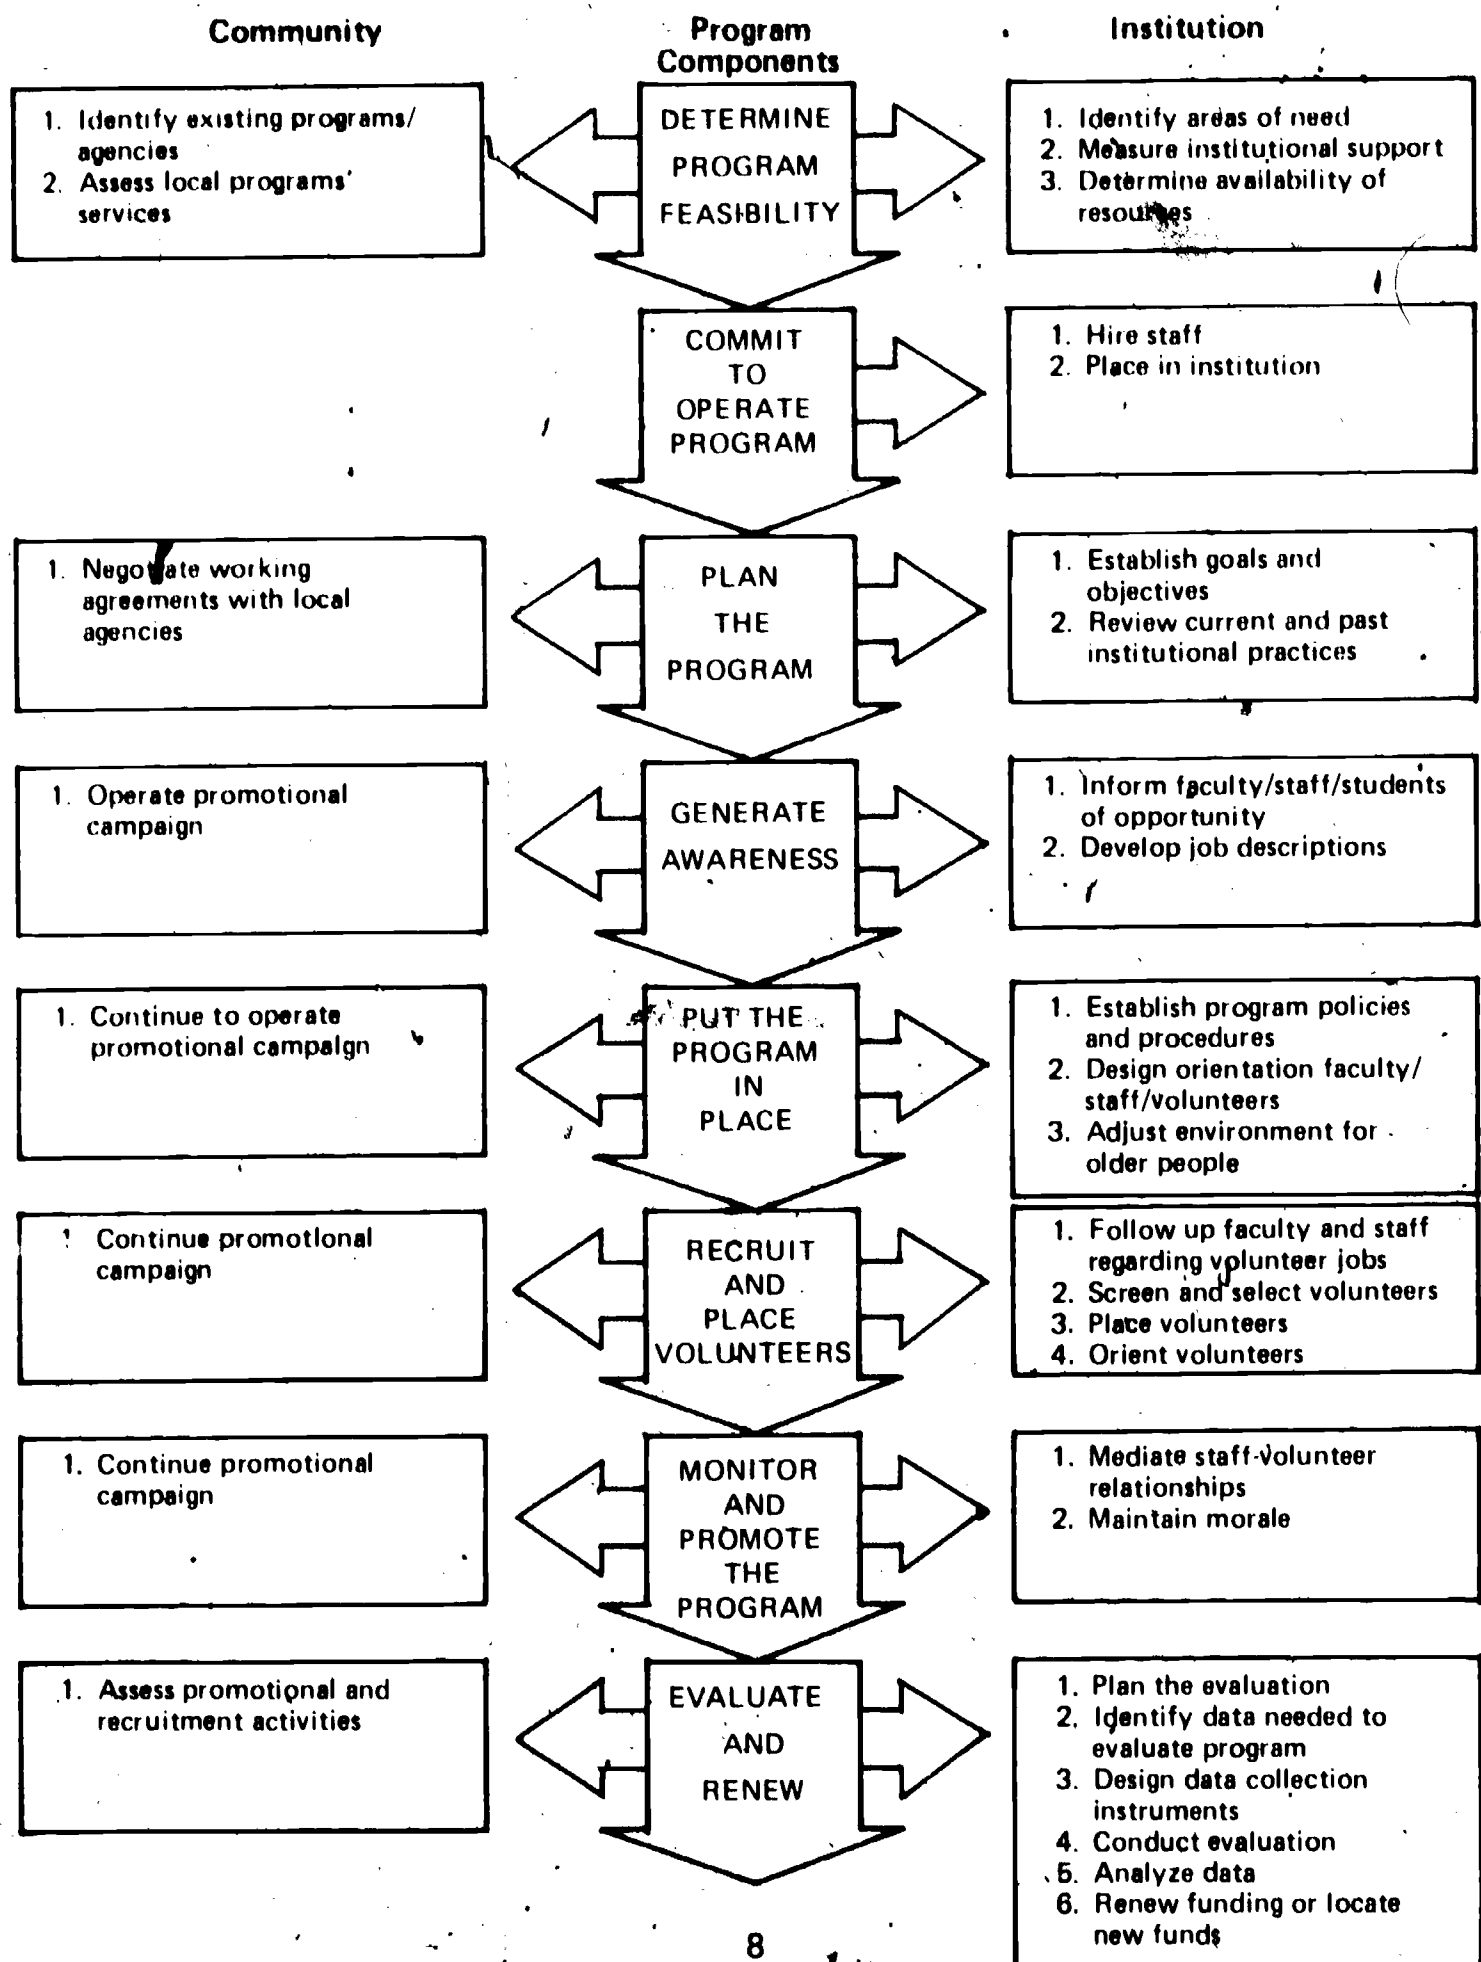 Community
Program
Components
Institution
1. Identify existing programs/
agencies
2. Assess local programs'
services
DETERMINE
PROGRAM
FEASIBILITY
1. Identify areas of need
2. Measure institutional support
3. Determine availability of
resources
COMMIT
TO
OPERATE
PROGRAM
1. Hire staff
2. Place in institution
1. Negotiate working
agreements with local
agencies
PLAN
THE
PROGRAM
1. Establish goals and
objectives
2. Review current and past
institutional practices
1. Operate promotional
campaign
GENERATE
AWARENESS
1. Inform faculty/staff/students
of opportunity
2. Develop job descriptions
1. Continue to operate
promotional campaign
PUT THE
PROGRAM
IN
PLACE
1. Establish program policies
and procedures
2. Design orientation faculty/
staff/volunteers
3. Adjust environment for
older people
1 Continue promotional
campaign
RECRUIT
AND
PLACE
VOLUNTEERS
1. Follow up faculty and staff
regarding volunteer jobs
2. Screen and select volunteers
3. Place volunteers
4. Orient volunteers
1. Continue promotional
campaign
MONITOR
AND
PROMOTE
THE
PROGRAM
1. Mediate staff-volunteer
relationships
2. Maintain morale
1. Assess promotional and
recruitment activities
EVALUATE
AND
RENEW
1. Plan the evaluation
2. Identify data needed to
evaluate program
3. Design data collection
instruments
4. Conduct evaluation
5. Analyze data
6. Renew funding or locate
new funds
8